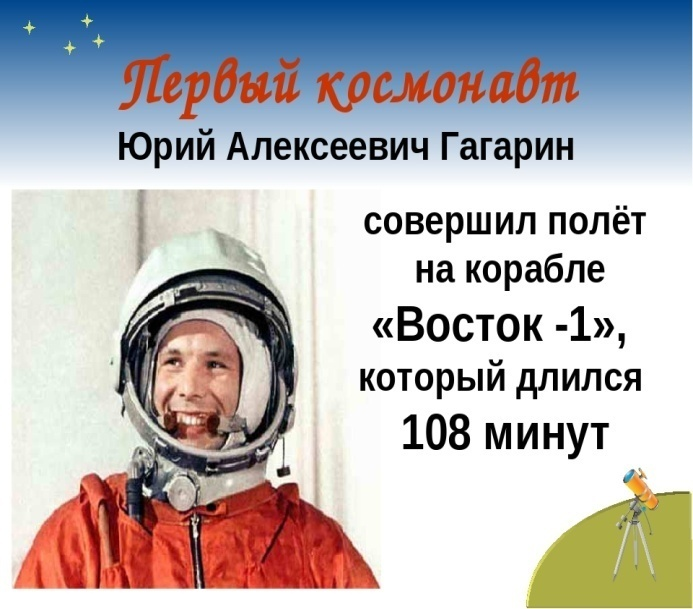 Первый космонавт
Юрий Алексеевич Гагарин
совершил полёт
на корабле
«Восток -1»,
который длился
108 минут